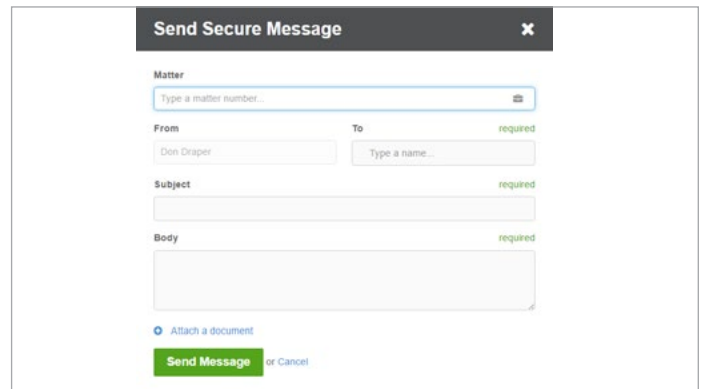 Send Secure Message
Matter
Type a matter number...
From To required
Don Draper Type a name...
Subject required
Body required
Attach a document
Send Message or Cancel